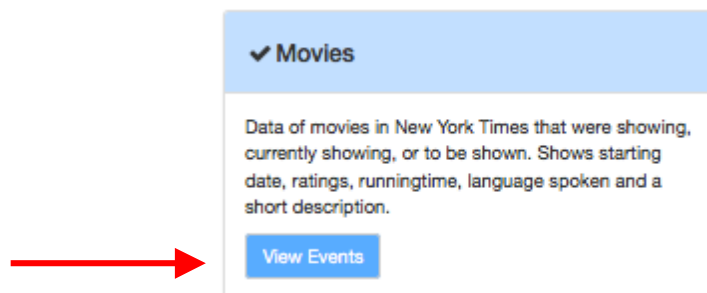 Movies
Data of movies in New York Times that were showing,
currently showing, or to be shown. Shows starting
date, ratings, runningtime, language spoken and a
short description.
View Events